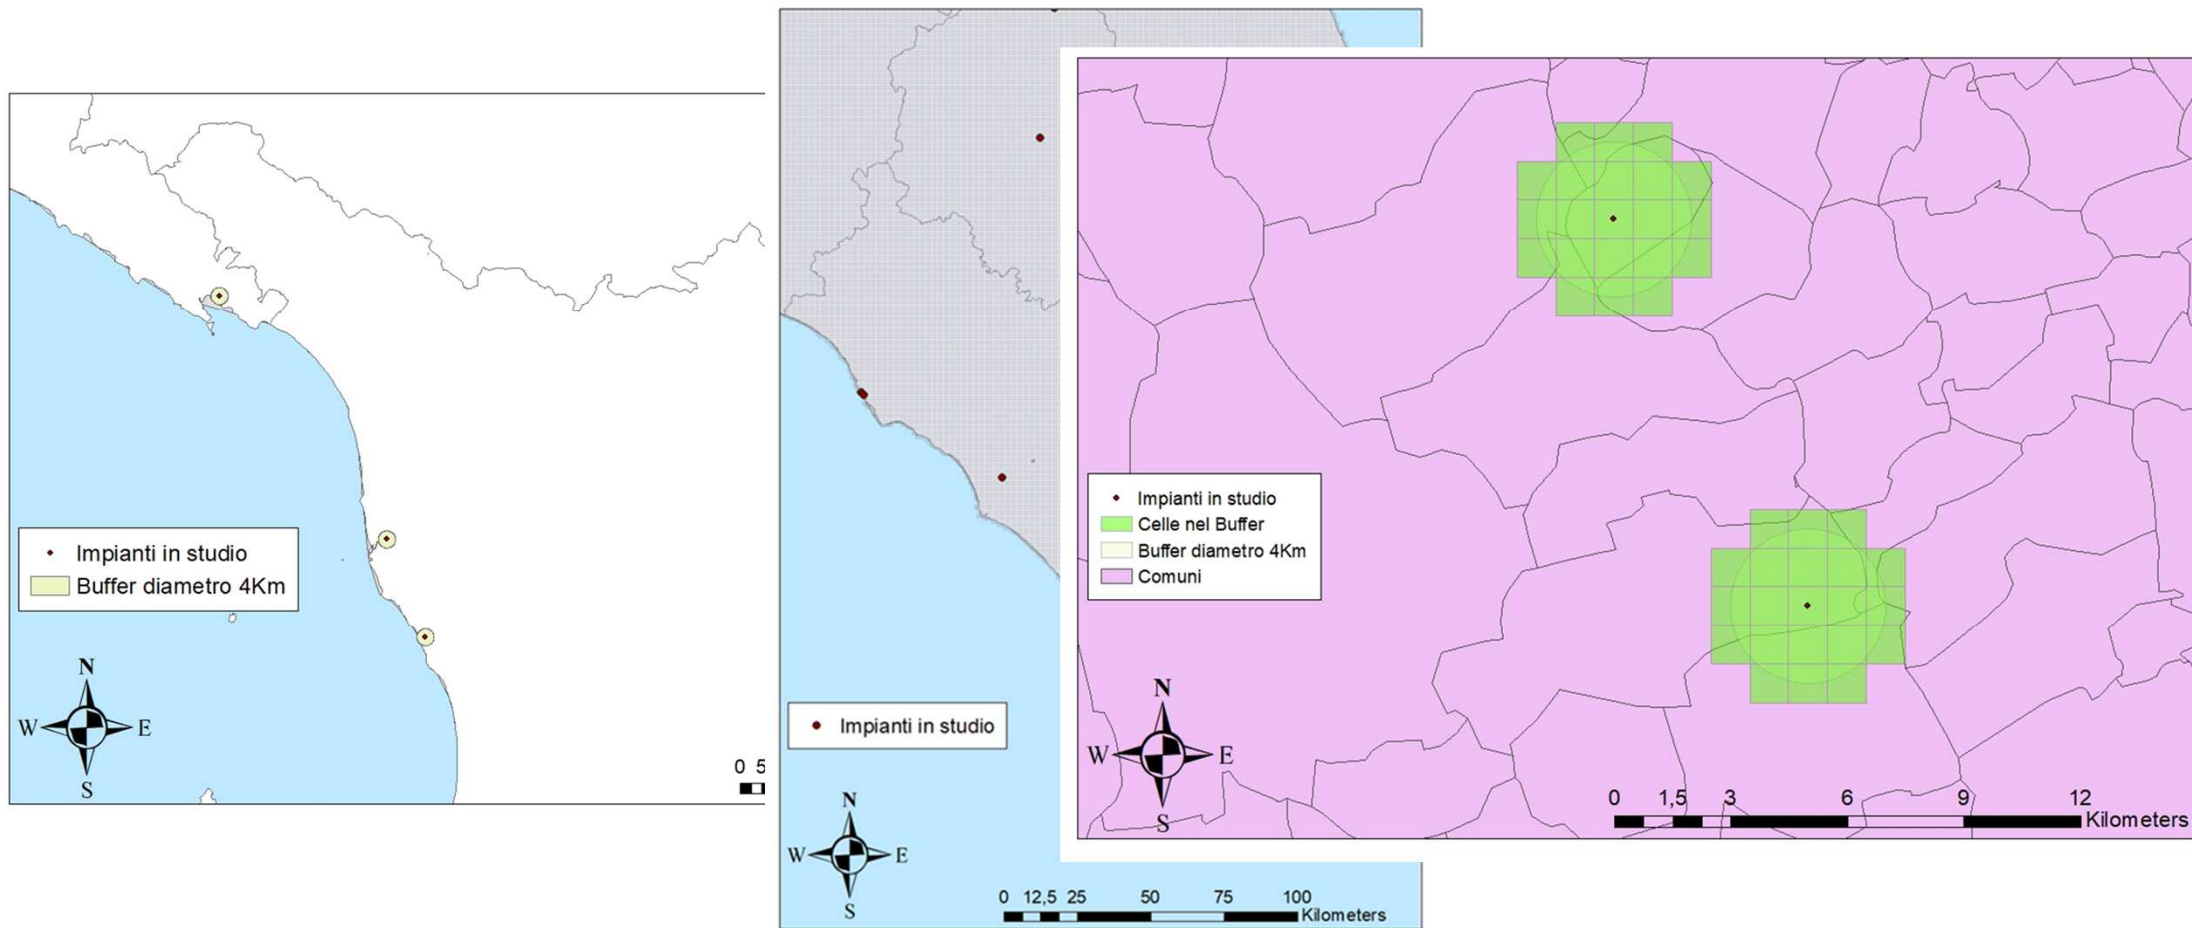 Impianti in studio
Buffer diametro 4Km
N
W E
S
0 5
Impianti in studio
N
W E
S
0 12,5 25 50 75 100
Kilometers
Impianti in studio
Celle nel Buffer
Buffer diametro 4Km
Comuni
N
W E
S
0 1,5 3 6 9 12
Kilometers